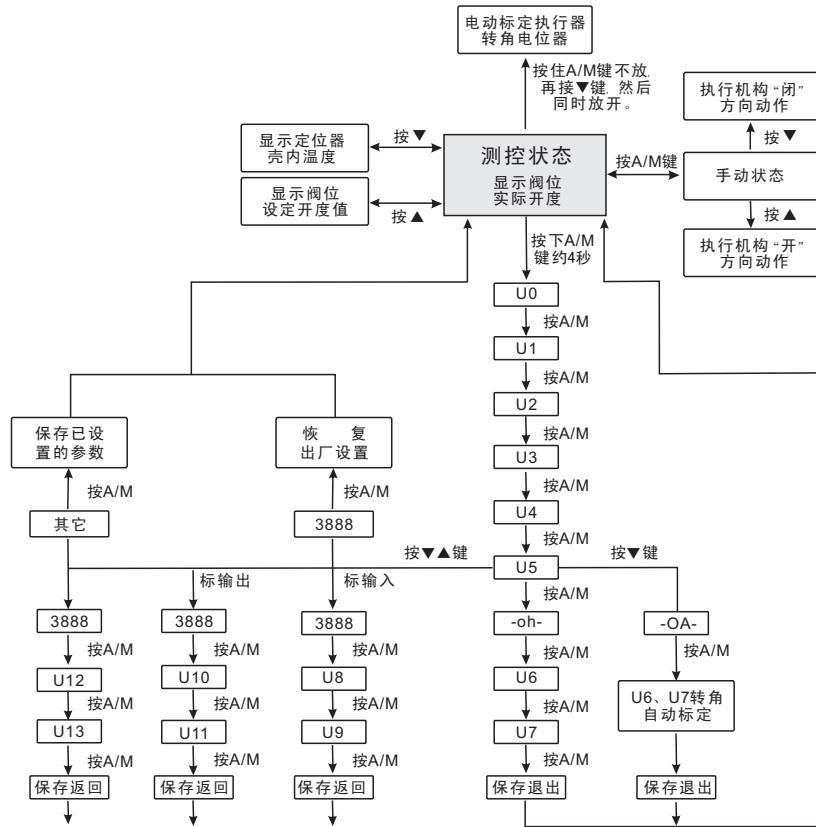 电动标定执行器
转角电位器
按住A/M键不放,
再接▼键, 然后
同时放开。
执行机构“闭”
方向动作
按▼
显示定位器
壳内温度
按▼
测控状态
显示阀位
实际开度
按A/M键
手动状态
显示阀位
设定开度值
按▲
按▲
执行机构“开”
方向动作
按下A/M
键约4秒
U0
按A/M
U1
按A/M
U2
按A/M
U3
按A/M
U4
按A/M
U5
保存已设
置的参数
恢 复
出厂设置
按A/M
按A/M
其它
3888
按▼▲键
按▼键
标输出
标输入
3888
3888
3888
按A/M
-oh-
-OA-
按A/M
按A/M
按A/M
按A/M
按A/M
U12
U10
U8
U6
U6、U7转角
自动标定
按A/M
按A/M
按A/M
按A/M
U13
U11
U9
U7
按A/M
按A/M
按A/M
按A/M
保存返回
保存返回
保存返回
保存退出
保存退出